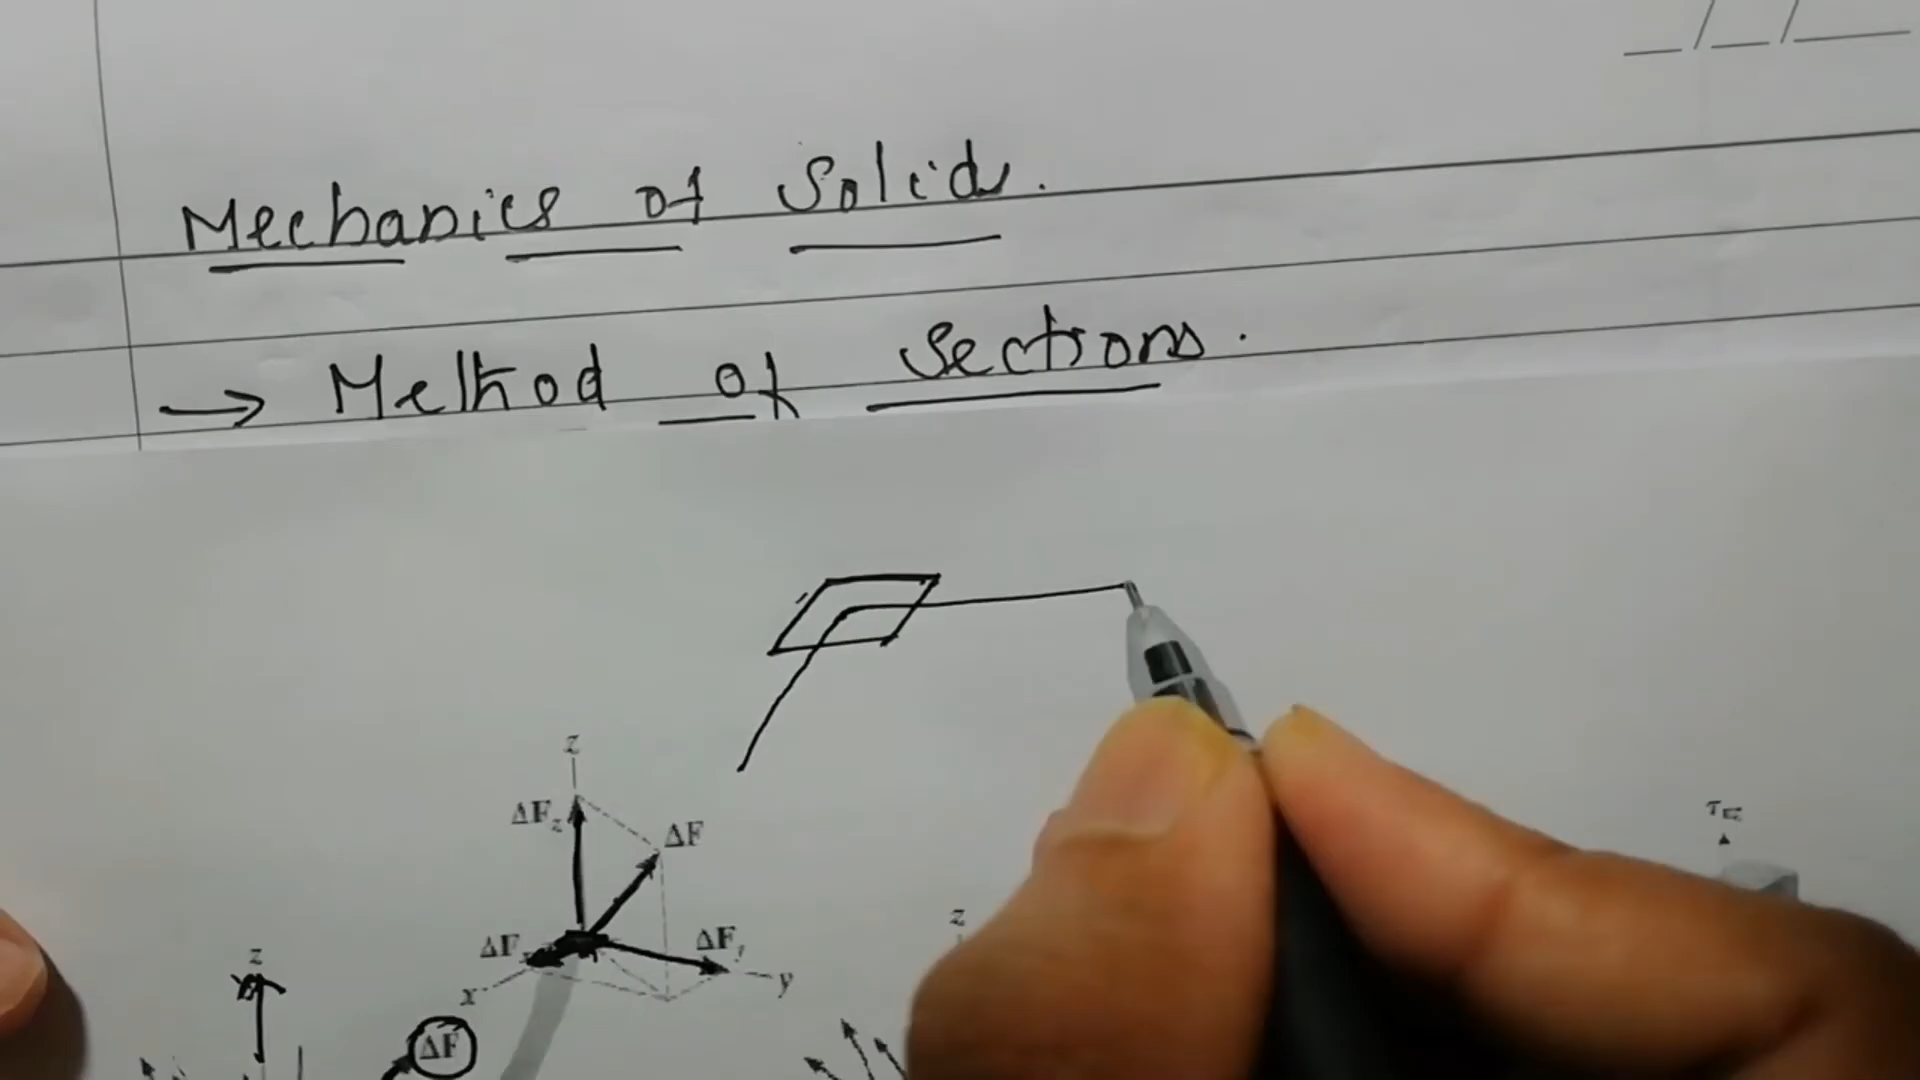 Mechanics of Solid.
→ Method of Sections.
z
ΔFz
ΔF
ΔFx
ΔFy
x
y
z
ΔF
z